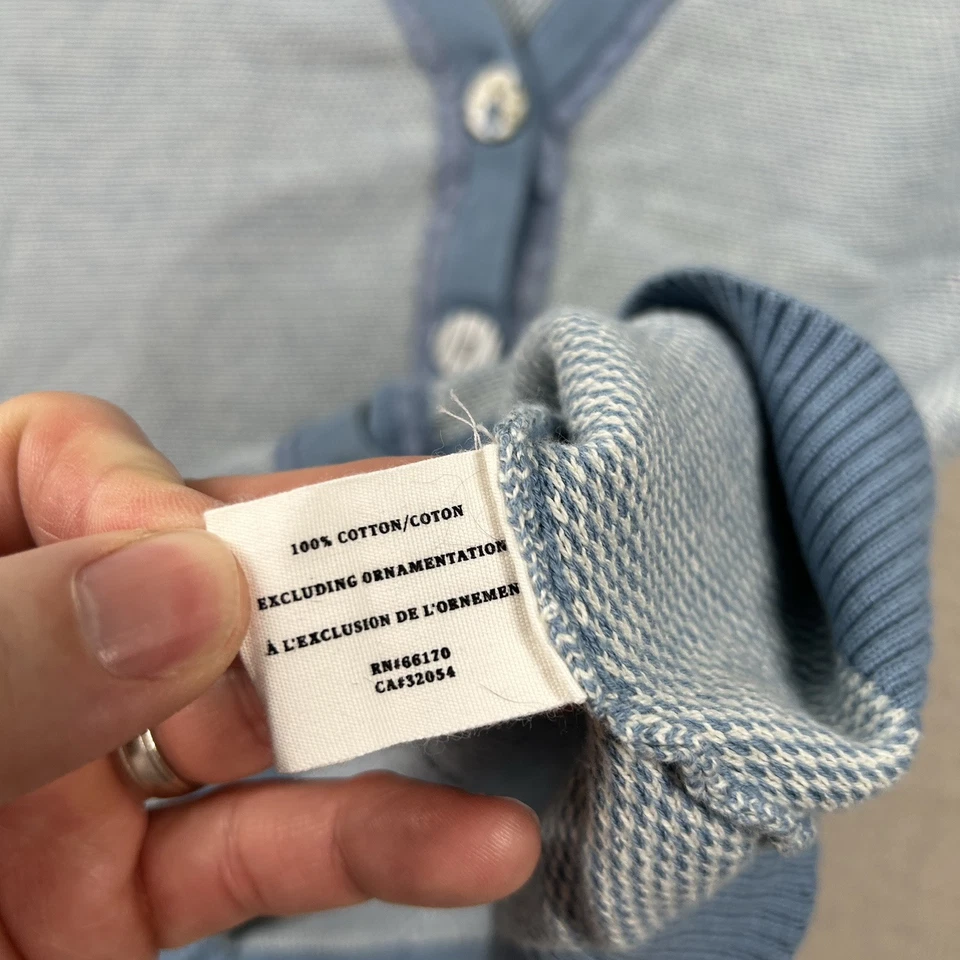 100% COTTON/COTON
EXCLUDING ORNAMENTATION
À L'EXCLUSION DE L'ORNEMEN
RN#66170
CA#32054